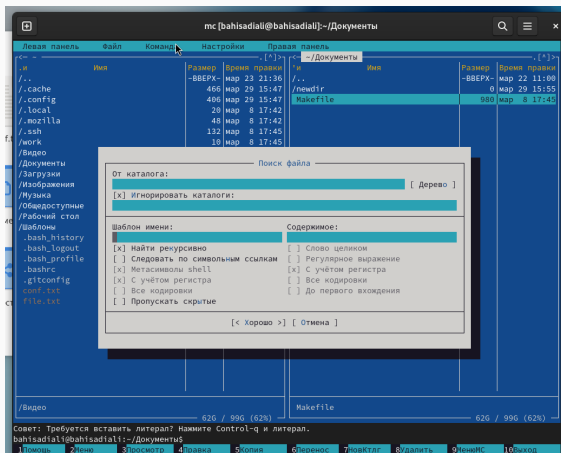 mc [bahisadiali@bahisadiali]:~/Документы
Левая панель Файл Команда Настройки Правая панель
<- ~ .[^]> <- ~/Документы .[^]>
.и Имя Размер Время правки 'и Имя Размер Время правки
/.. -ВВЕРХ- мар 23 21:36 /.. -ВВЕРХ- мар 22 11:00
/.cache 466 мар 29 15:47 /newdir 0 мар 29 15:55
/.config 406 мар 29 15:47 Makefile 980 мар 8 17:45
/.local 20 мар 8 17:42
/.mozilla 48 мар 8 17:42
/.ssh 132 мар 8 17:45
/work 10 мар 8 17:45
/Видео
/Документы
/Загрузки
/Изображения
/Музыка
/Общедоступные
/Рабочий стол
/Шаблоны
.bash_history
.bash_logout
.bash_profile
.bashrc
.gitconfig
conf.txt
file.txt
Поиск файла
От каталога:
[ Дерево ]
[x] Игнорировать каталоги:
Шаблон имени: Содержимое:
[x] Найти рекурсивно [ ] Слово целиком
[ ] Следовать по символьным ссылкам [ ] Регулярное выражение
[x] Метасимволы shell [x] С учётом регистра
[x] С учётом регистра [ ] Все кодировки
[ ] Все кодировки [ ] До первого вхождения
[ ] Пропускать скрытые
[< Хорошо >] [ Отмена ]
/Видео Makefile
62G / 99G (62%) 62G / 99G (62%)
Совет: Требуется вставить литерал? Нажмите Control-q и литерал.
bahisadiali@bahisadiali:~/Документы$
1Помощь 2Меню 3Просмотр 4Правка 5Копия 6Перенос 7НовКтлг 8Удалить 9МенюMC 10Выход